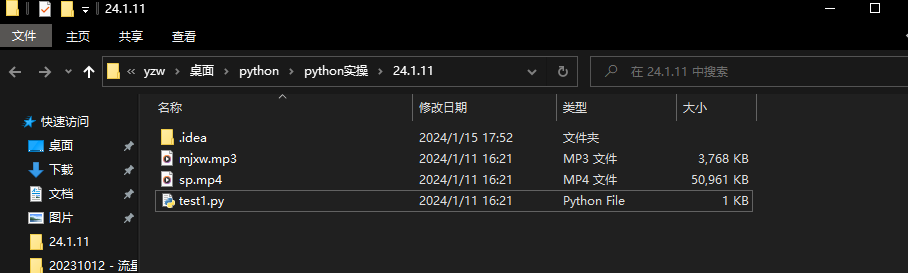 24.1.11
文件 主页 共享 查看
« yzw › 桌面 › python › python实操 › 24.1.11 在 24.1.11 中搜索
名称 修改日期 类型 大小
快速访问
桌面
下载
文档
图片
24.1.11
20231012 - 流量
.idea 2024/1/15 17:52 文件夹
mjxw.mp3 2024/1/11 16:21 MP3 文件 3,768 KB
sp.mp4 2024/1/11 16:21 MP4 文件 50,961 KB
test1.py 2024/1/11 16:21 Python File 1 KB